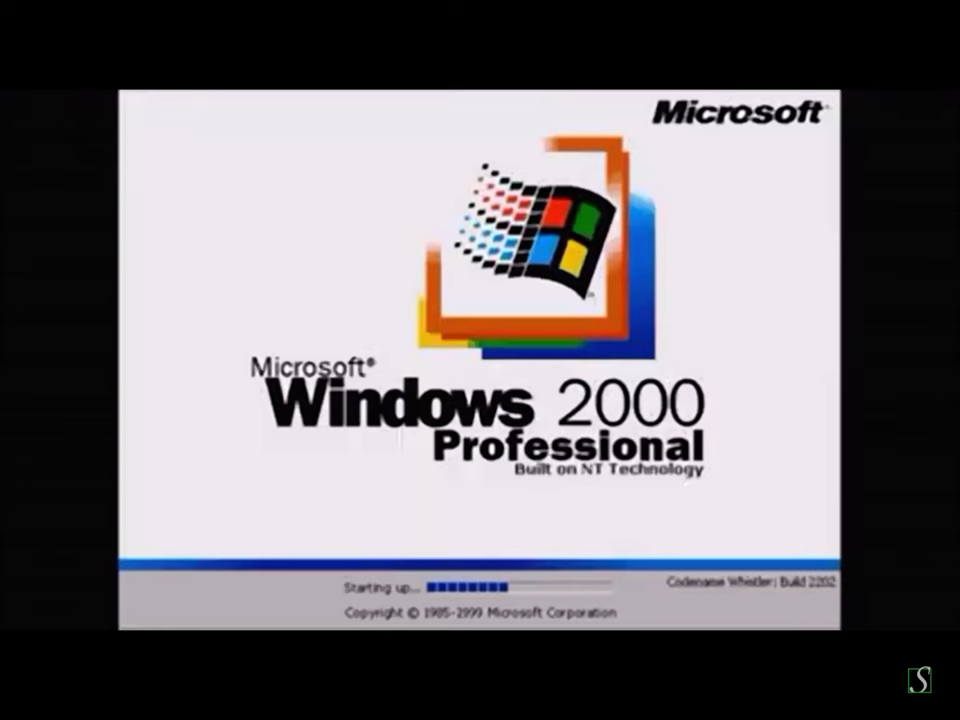 Microsoft
Microsoft®
Windows 2000
Professional
Built on NT Technology
Starting up...
Codename Whistler | Build 2202
Copyright © 1985-1999 Microsoft Corporation
S